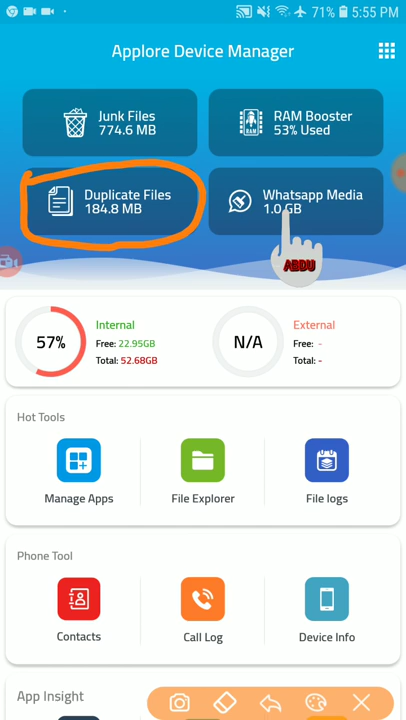 71% 5:55 PM
Applore Device Manager
Junk Files
774.6 MB
RAM Booster
53% Used
RAM
Duplicate Files
184.8 MB
Whatsapp Media
1.0 GB
ABDU
57%
Internal
Free: 22.95GB
Total: 52.68GB
N/A
External
Free: -
Total: -
Hot Tools
Manage Apps
File Explorer
File logs
Phone Tool
Contacts
Call Log
Device Info
App Insight